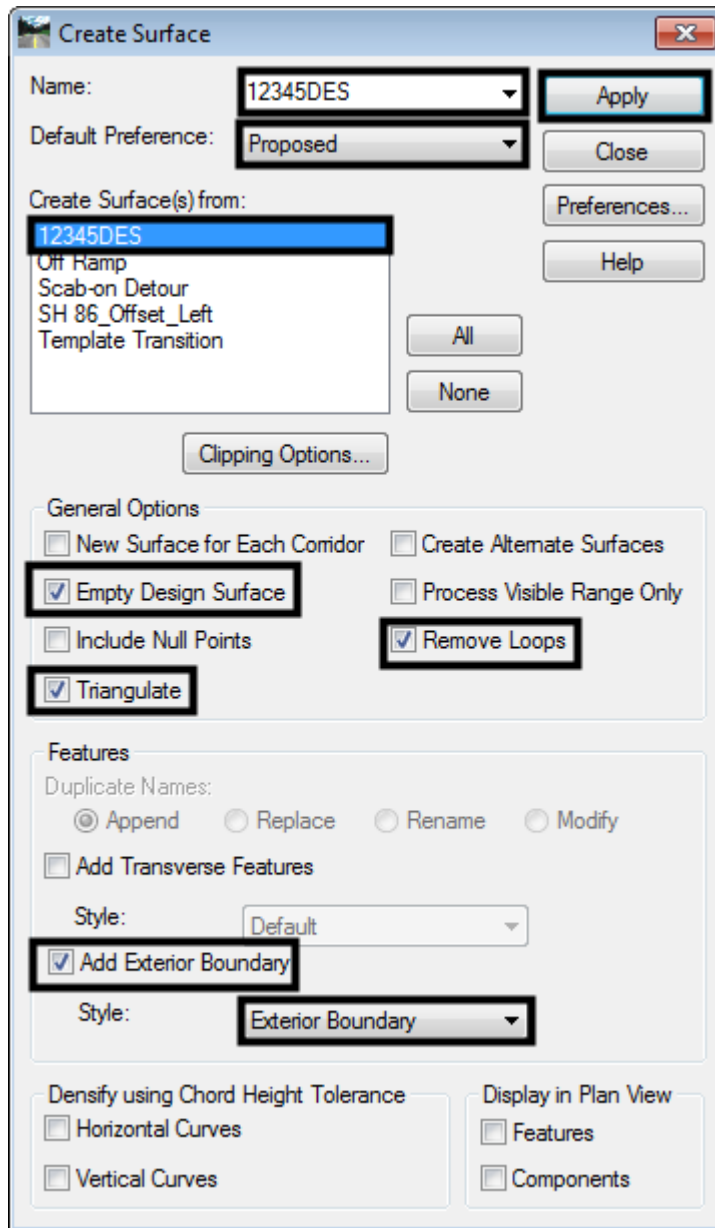 Create Surface
Name:
12345DES
Apply
Default Preference:
Proposed
Close
Create Surface(s) from:
Preferences...
12345DES
Off Ramp
Help
Scab-on Detour
SH 86_Offset_Left
Template Transition
All
None
Clipping Options...
General Options
New Surface for Each Corridor
Create Alternate Surfaces
Empty Design Surface
Process Visible Range Only
Include Null Points
Remove Loops
Triangulate
Features
Duplicate Names:
Append
Replace
Rename
Modify
Add Transverse Features
Style:
Default
Add Exterior Boundary
Style:
Exterior Boundary
Densify using Chord Height Tolerance
Horizontal Curves
Vertical Curves
Display in Plan View
Features
Components